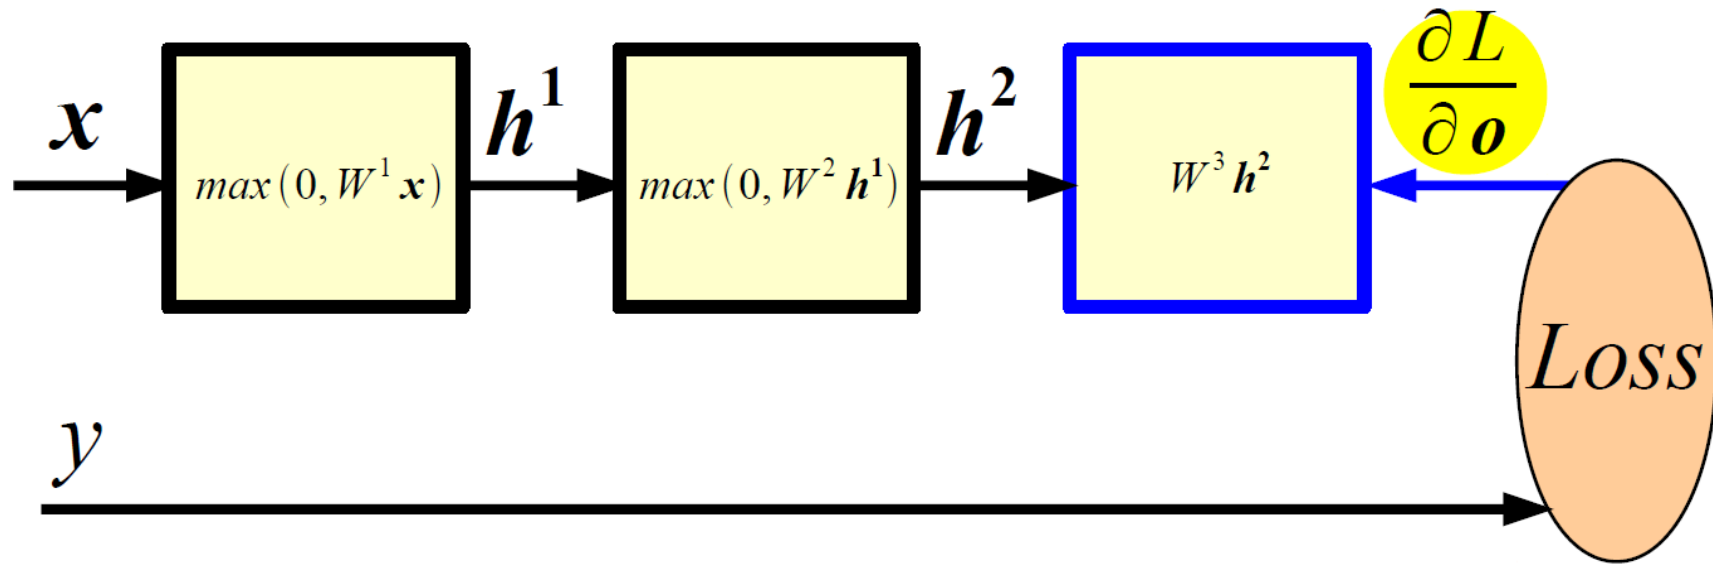 x
max(0, W¹ x)
h¹
max(0, W² h¹)
h²
W³ h²
∂L
∂o
Loss
y